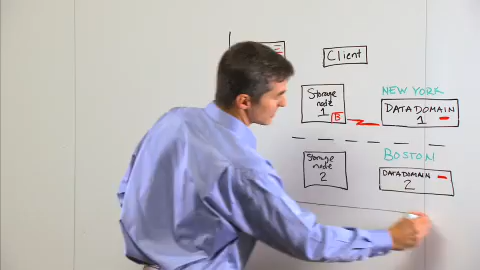 Client
NEW YORK
Storage
node
1
B
DATADOMAIN
1
BOSTON
Storage
node
2
DATADOMAIN
2